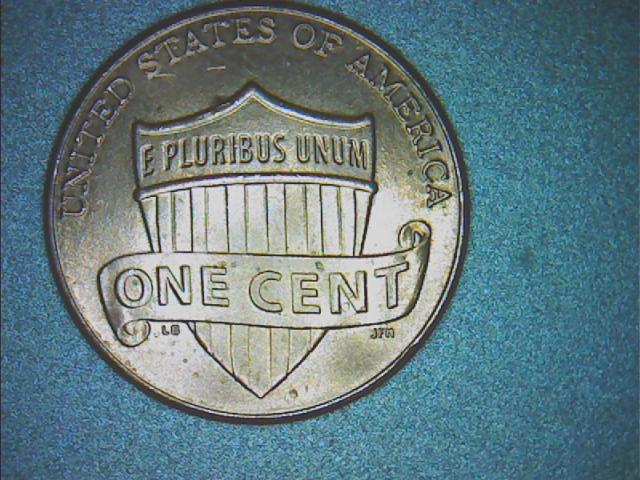 UNITED STATES OF AMERICA
E PLURIBUS UNUM
ONE CENT
LB JFM